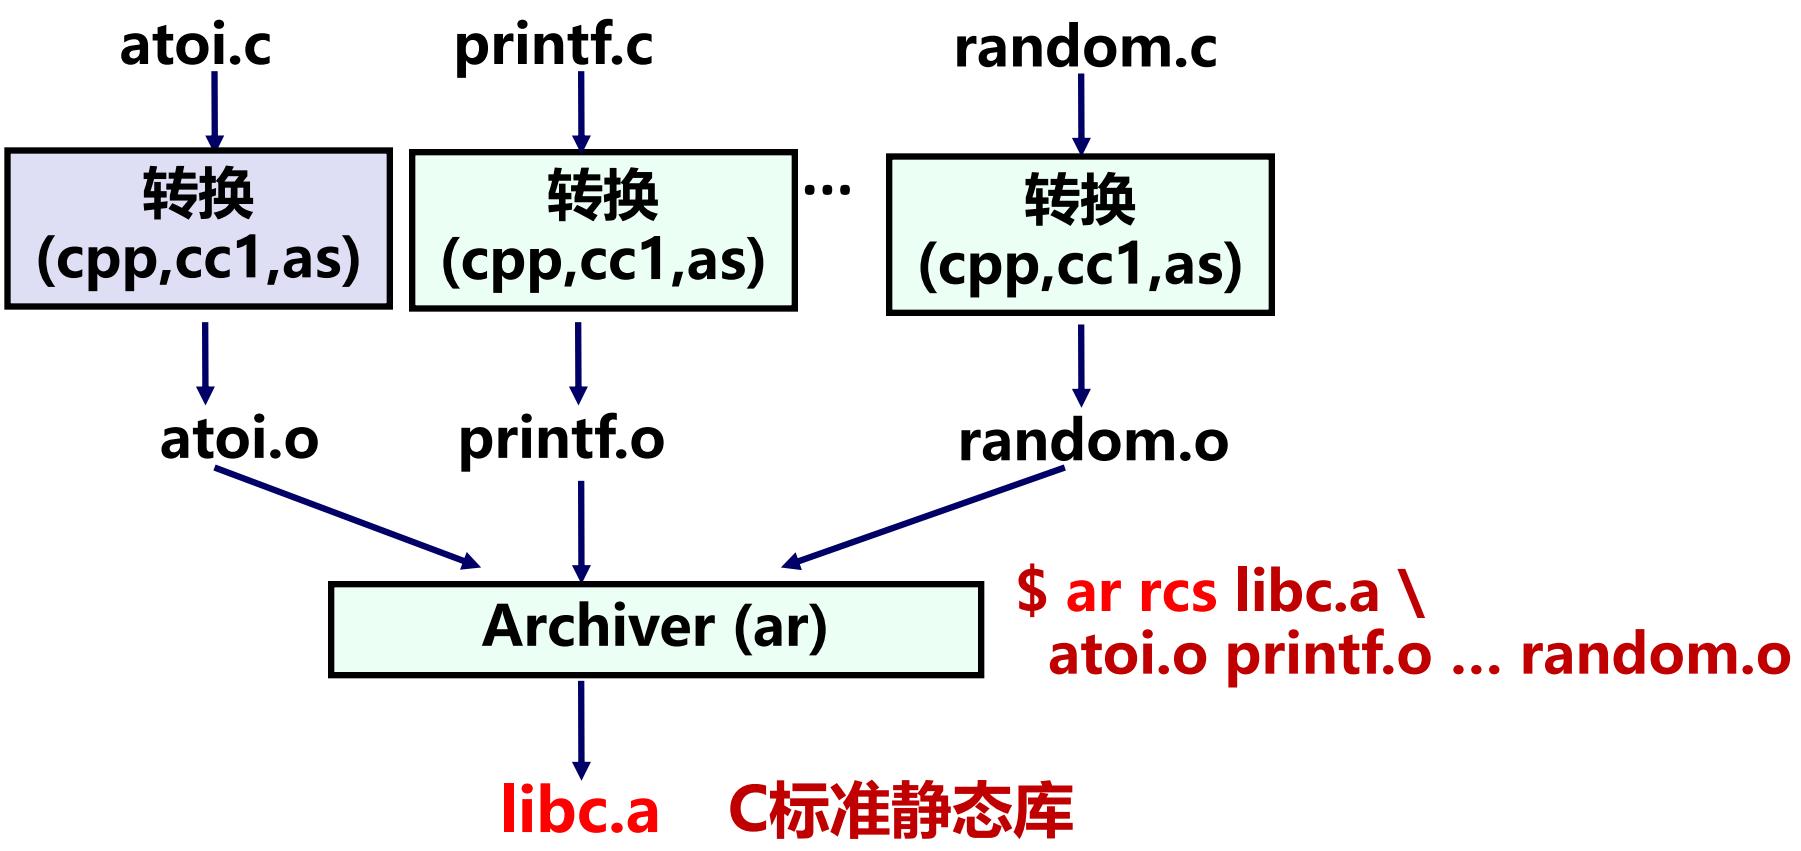 atoi.c
printf.c
random.c
转换
(cpp,cc1,as)
转换
(cpp,cc1,as)
...
转换
(cpp,cc1,as)
atoi.o
printf.o
random.o
Archiver (ar)
$ ar rcs libc.a \
atoi.o printf.o ... random.o
libc.a
C标准静态库